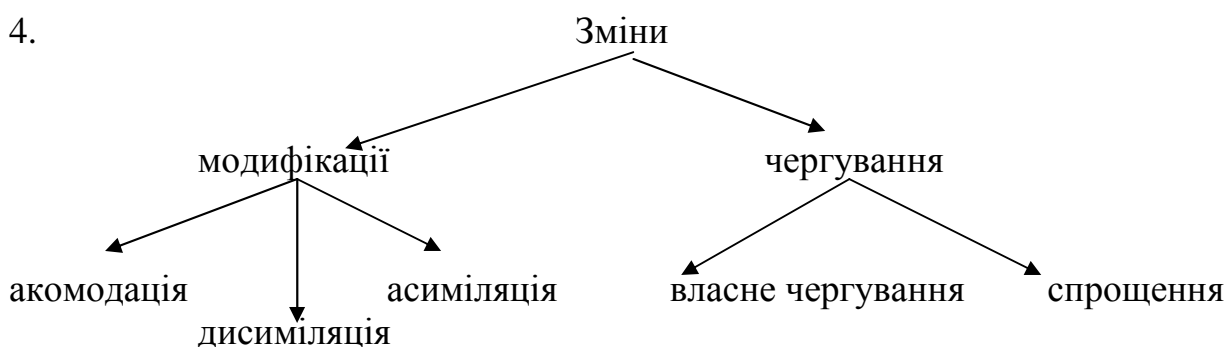 4. Зміни
модифікації чергування
акомодація асиміляція власне чергування спрощення
дисиміляція